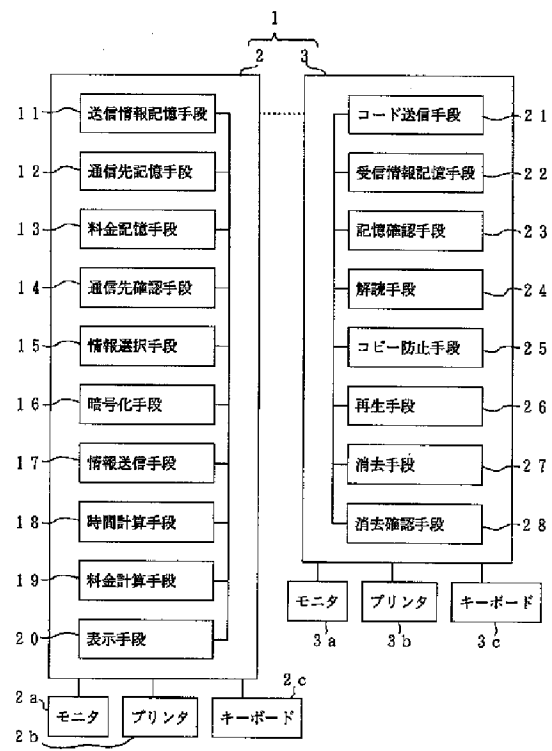 1
2 3
11 送信情報記憶手段
12 通信先記憶手段
13 料金記憶手段
14 通信先確認手段
15 情報選択手段
16 暗号化手段
17 情報送信手段
18 時間計算手段
19 料金計算手段
20 表示手段
2a モニタ
2b プリンタ
2c キーボード
コード送信手段 21
受信情報記憶手段 22
記憶確認手段 23
解読手段 24
コピー防止手段 25
再生手段 26
消去手段 27
消去確認手段 28
モニタ プリンタ キーボード
3a 3b 3c